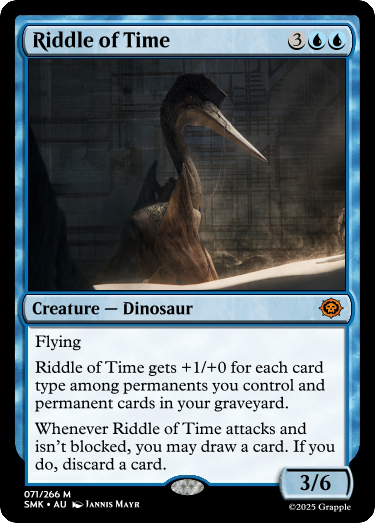 Riddle of Time 3
Creature — Dinosaur
Flying
Riddle of Time gets +1/+0 for each card
type among permanents you control and
permanent cards in your graveyard.
Whenever Riddle of Time attacks and
isn't blocked, you may draw a card. If you
do, discard a card.
3/6
071/266 M
SMK • AU Jannis Mayr
©2025 Grapple